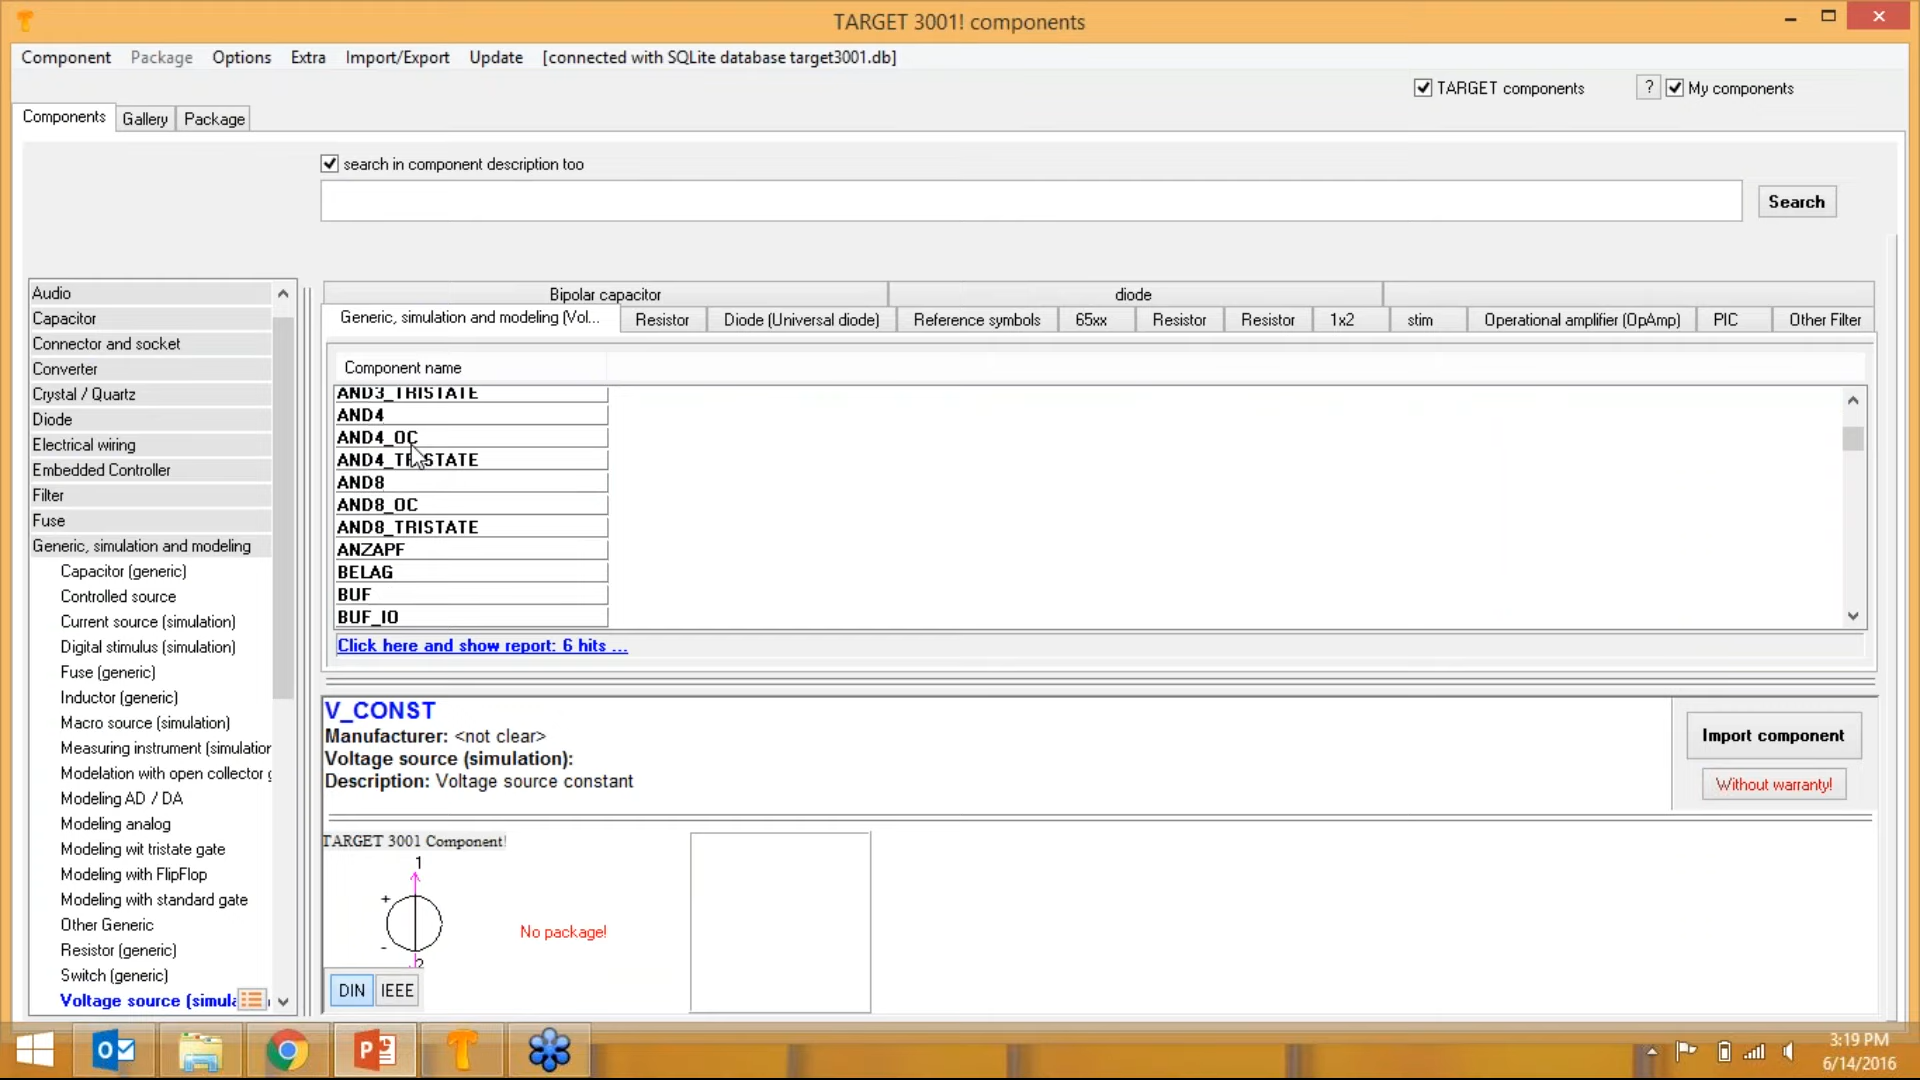 TARGET 3001! components
Component Package Options Extra Import/Export Update [connected with SQLite database target3001.db]
TARGET components ? My components
Components Gallery Package
search in component description too
Search
Audio
Capacitor
Connector and socket
Converter
Crystal / Quartz
Diode
Electrical wiring
Embedded Controller
Filter
Fuse
Generic, simulation and modeling
Capacitor (generic)
Controlled source
Current source (simulation)
Digital stimulus (simulation)
Fuse (generic)
Inductor (generic)
Macro source (simulation)
Measuring instrument (simulation
Modelation with open collector g
Modeling AD / DA
Modeling analog
Modeling wit tristate gate
Modeling with FlipFlop
Modeling with standard gate
Other Generic
Resistor (generic)
Switch (generic)
Voltage source (simula
Bipolar capacitor diode
Generic, simulation and modeling (Vol... Resistor Diode (Universal diode) Reference symbols 65xx Resistor Resistor 1x2 stim Operational amplifier (OpAmp) PIC Other Filter
Component name
AND3_TRISTATE
AND4
AND4_OC
AND4_TRISTATE
AND8
AND8_OC
AND8_TRISTATE
ANZAPF
BELAG
BUF
BUF_IO
Click here and show report: 6 hits ...
V_CONST
Manufacturer: <not clear>
Voltage source (simulation):
Description: Voltage source constant
Import component
Without warranty!
TARGET 3001 Component!
1
+
-
2
No package!
DIN IEEE
3:19 PM
6/14/2016